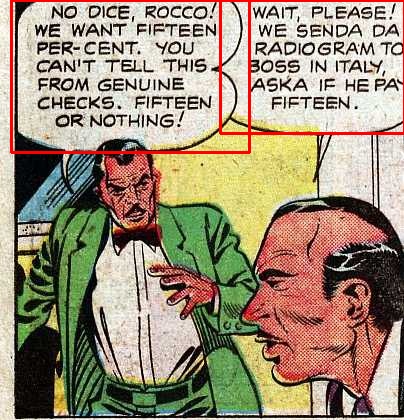 NO DICE, ROCCO!
WE WANT FIFTEEN
PER-CENT. YOU
CAN'T TELL THIS
FROM GENUINE
CHECKS. FIFTEEN
OR NOTHING!
WAIT, PLEASE!
WE SENDA DA
RADIOGRAM TO
BOSS IN ITALY,
ASKA IF HE PAY
FIFTEEN.